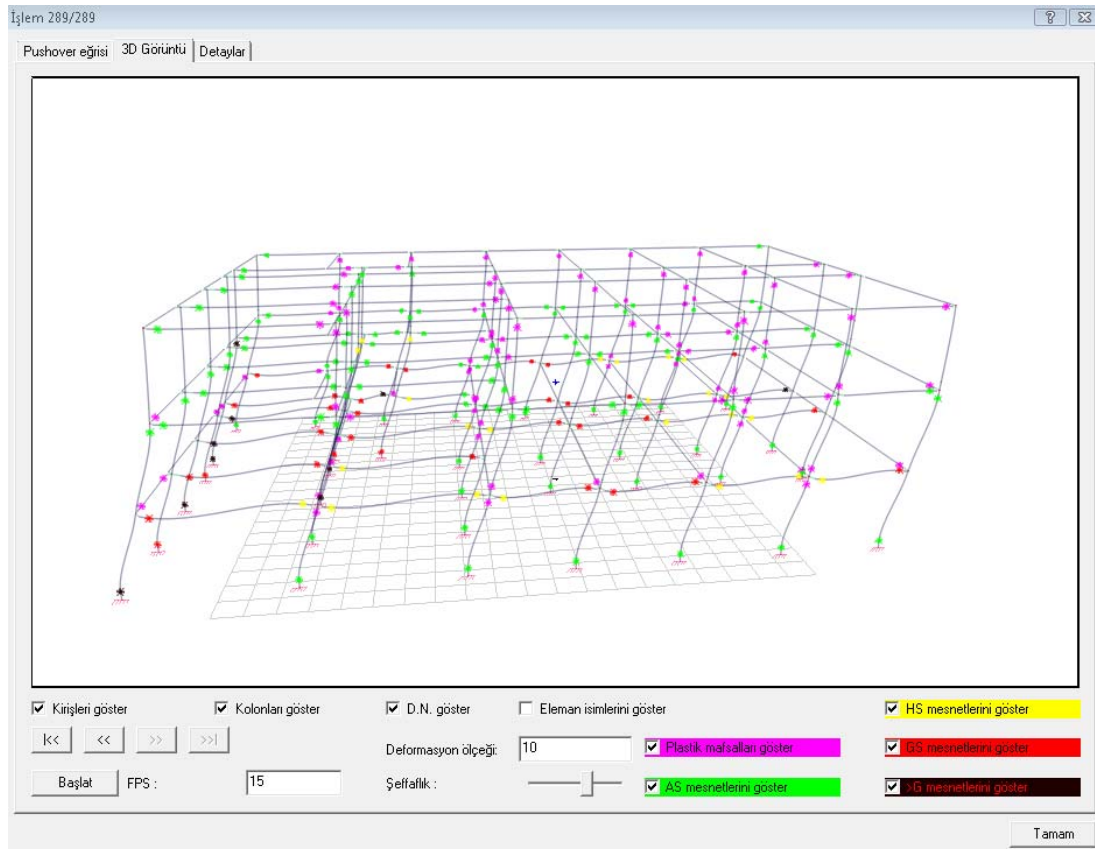 İşlem 289/289
Pushover eğrisi 3D Görüntü Detaylar
Kirişleri göster Kolonları göster D.N. göster Eleman isimlerini göster HS mesnetlerini göster
|<< << >> >>| Deformasyon ölçeği: 10 Plastik mafsalları göster GS mesnetlerini göster
Başlat FPS : 15 Şeffaflık : AS mesnetlerini göster >G mesnetlerini göster
Tamam